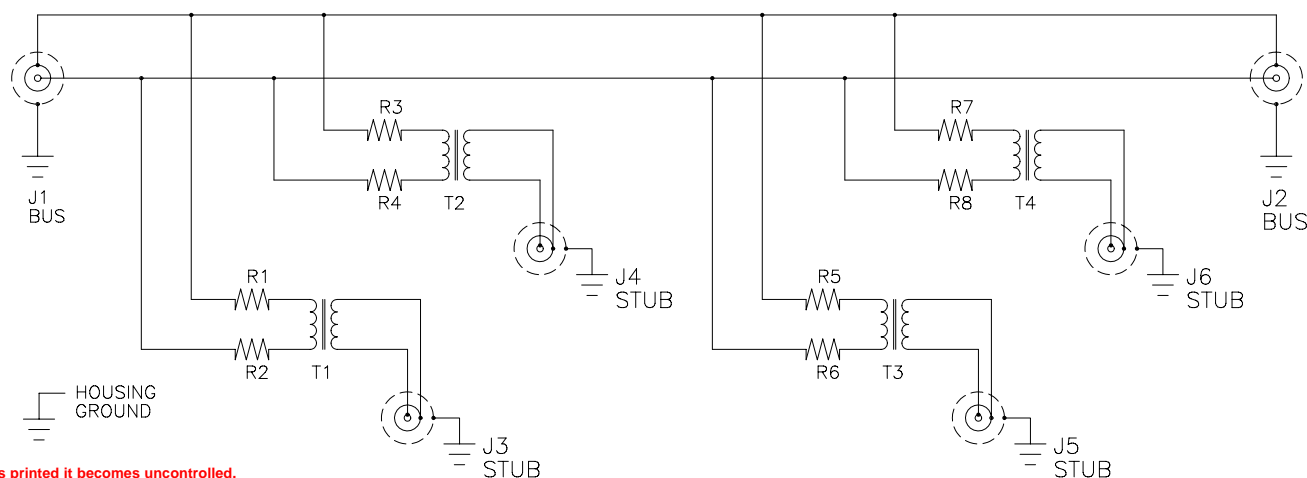 R3
R7
R4
T2
R8
T4
J1
BUS
J2
BUS
R1
J4
STUB
R5
J6
STUB
R2
T1
R6
T3
HOUSING
GROUND
J3
STUB
J5
STUB
s printed it becomes uncontrolled.